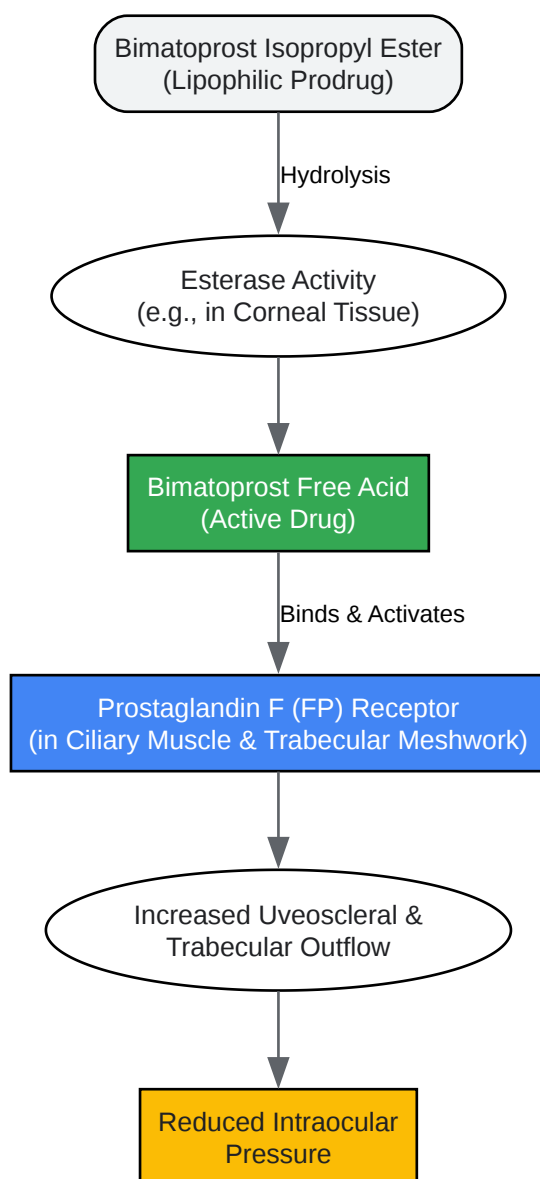 Bimatoprost Isopropyl Ester
(Lipophilic Prodrug)
Hydrolysis
Esterase Activity
(e.g., in Corneal Tissue)
Bimatoprost Free Acid
(Active Drug)
Binds & Activates
Prostaglandin F (FP) Receptor
(in Ciliary Muscle & Trabecular Meshwork)
Increased Uveoscleral &
Trabecular Outflow
Reduced Intraocular
Pressure